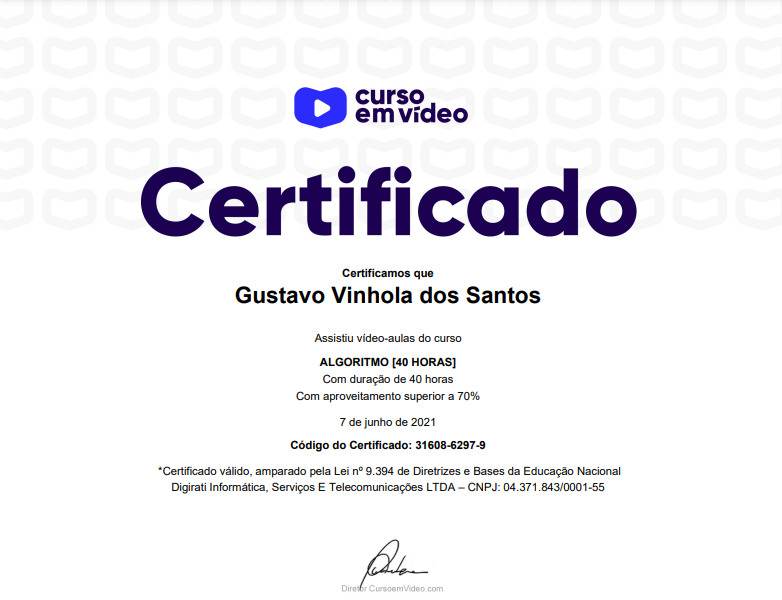 curso
em vídeo
Certificado
Certificamos que
Gustavo Vinhola dos Santos
Assistiu vídeo-aulas do curso
ALGORITMO [40 HORAS]
Com duração de 40 horas
Com aproveitamento superior a 70%
7 de junho de 2021
Código do Certificado: 31608-6297-9
*Certificado válido, amparado pela Lei nº 9.394 de Diretrizes e Bases da Educação Nacional
Digirati Informática, Serviços E Telecomunicações LTDA – CNPJ: 04.371.843/0001-55
Diretor CursoemVideo.com